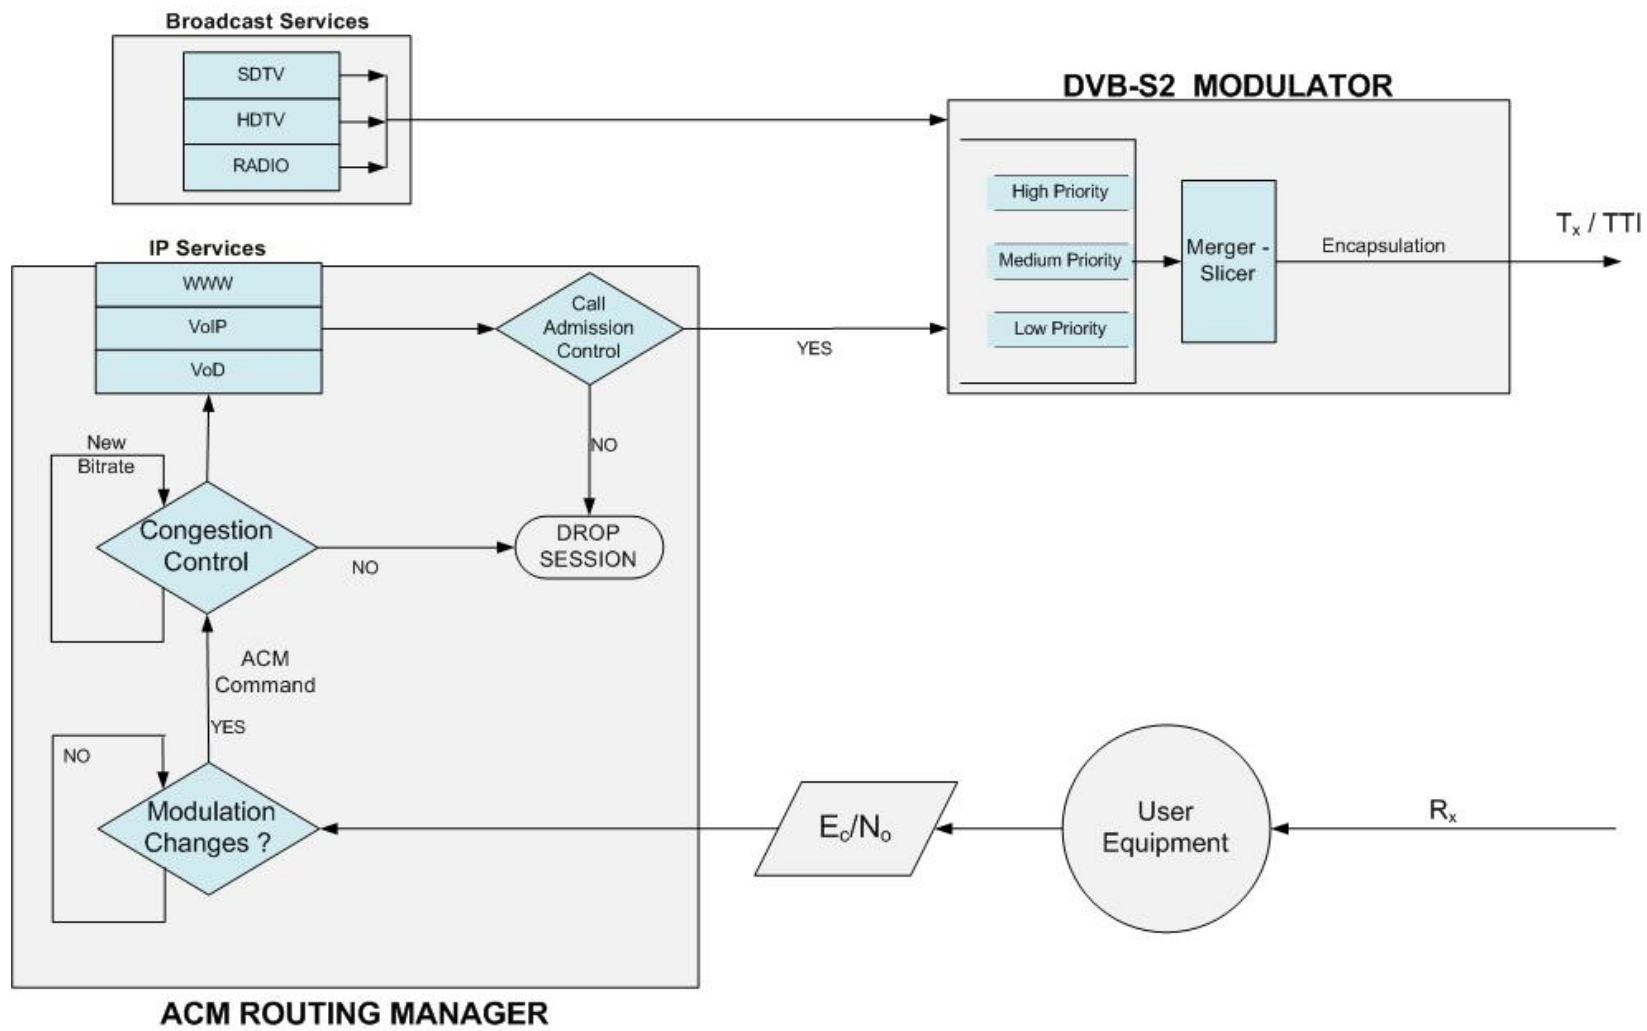 Broadcast Services
SDTV
HDTV
RADIO
DVB-S2 MODULATOR
High Priority
Medium Priority
Low Priority
Merger -
Slicer
Encapsulation
Tx / TTI
IP Services
WWW
VoIP
VoD
Call
Admission
Control
YES
NO
New
Bitrate
Congestion
Control
NO
DROP
SESSION
ACM
Command
YES
NO
Modulation
Changes ?
Ec/No
User
Equipment
Rx
ACM ROUTING MANAGER